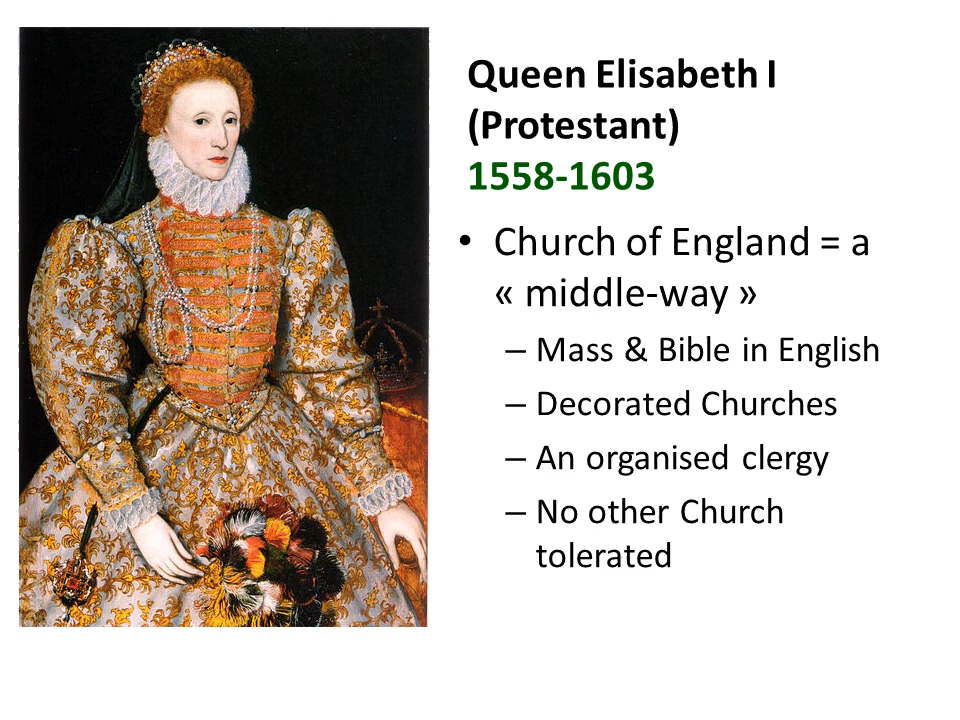 Queen Elisabeth I
(Protestant)
1558-1603
• Church of England = a
« middle-way »
– Mass & Bible in English
– Decorated Churches
– An organised clergy
– No other Church
tolerated